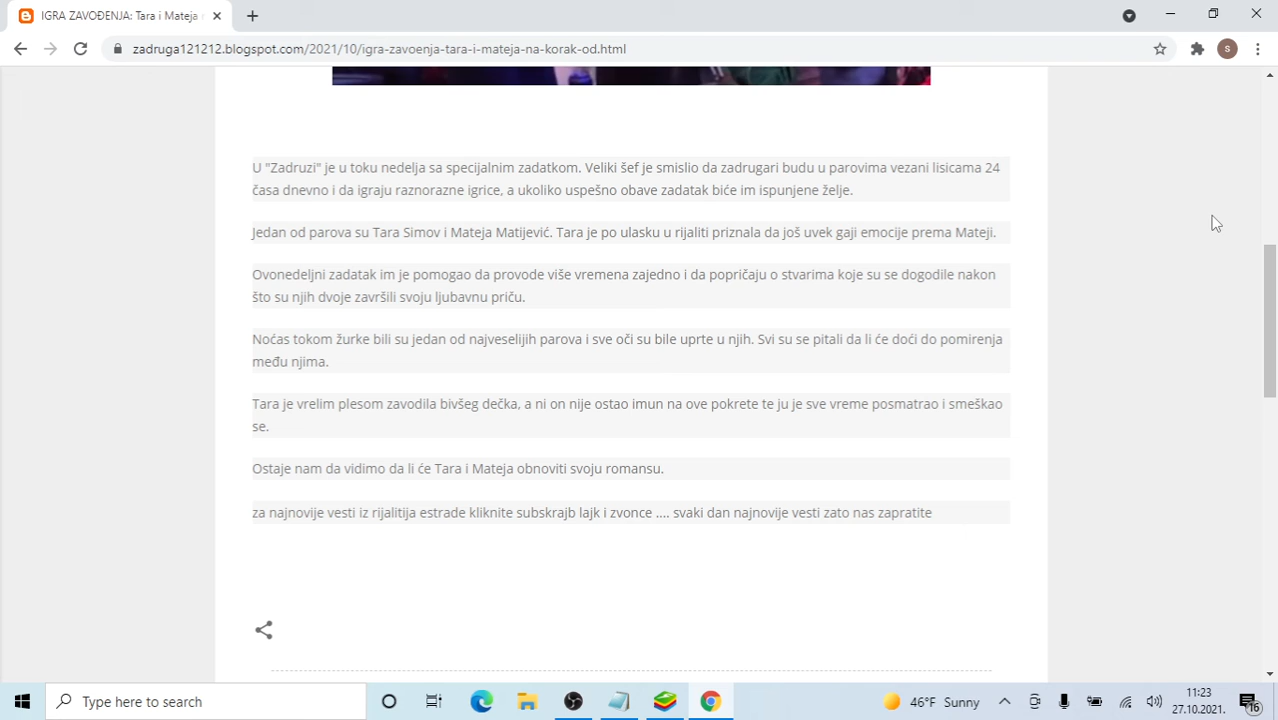 IGRA ZAVOĐENJA: Tara i Mateja
zadruga121212.blogspot.com/2021/10/igra-zavoenja-tara-i-mateja-na-korak-od.html
S
U "Zadruzi" je u toku nedelja sa specijalnim zadatkom. Veliki šef je smislio da zadrugari budu u parovima vezani lisicama 24
časa dnevno i da igraju raznorazne igrice, a ukoliko uspešno obave zadatak biće im ispunjene želje.
Jedan od parova su Tara Simov i Mateja Matijević. Tara je po ulasku u rijaliti priznala da još uvek gaji emocije prema Mateji.
Ovonedeljni zadatak im je pomogao da provode više vremena zajedno i da popričaju o stvarima koje su se dogodile nakon
što su njih dvoje završili svoju ljubavnu priču.
Noćas tokom žurke bili su jedan od najveselijih parova i sve oči su bile uprte u njih. Svi su se pitali da li će doći do pomirenja
među njima.
Tara je vrelim plesom zavodila bivšeg dečka, a ni on nije ostao imun na ove pokrete te ju je sve vreme posmatrao i smeškao
se.
Ostaje nam da vidimo da li će Tara i Mateja obnoviti svoju romansu.
za najnovije vesti iz rijalitija estrade kliknite subskrajb lajk i zvonce .... svaki dan najnovije vesti zato nas zapratite
Type here to search
46°F Sunny
11:23
27.10.2021.
16